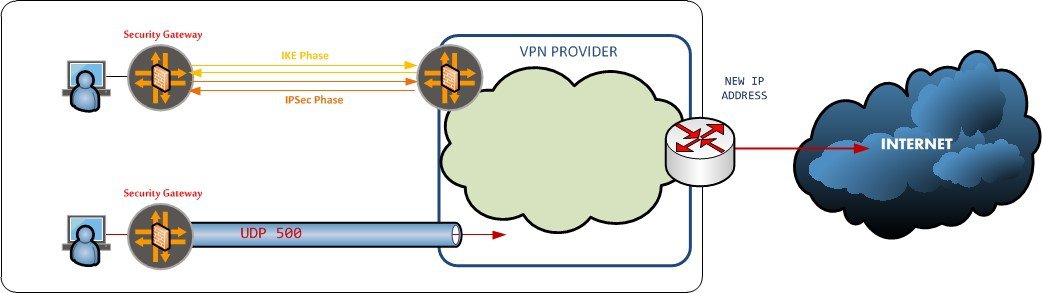 Security Gateway
IKE Phase
IPSec Phase
VPN PROVIDER
NEW IP
ADDRESS
INTERNET
Security Gateway
UDP 500